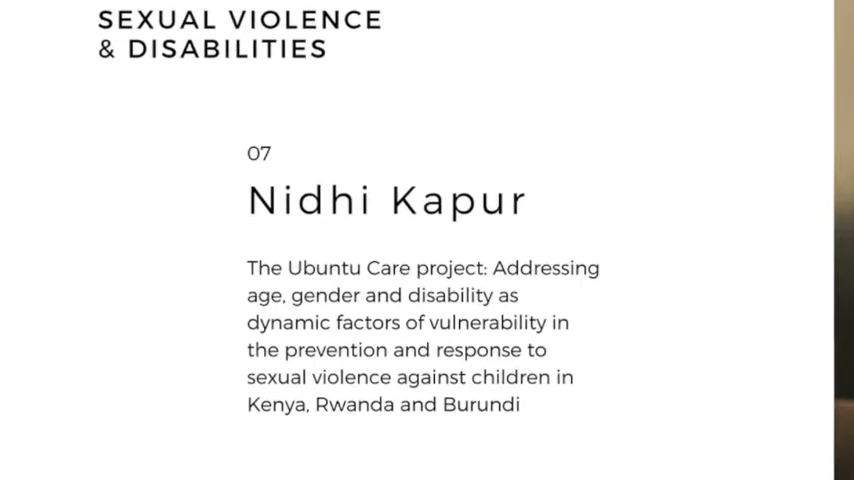 SEXUAL VIOLENCE
& DISABILITIES
07
Nidhi Kapur
The Ubuntu Care project: Addressing
age, gender and disability as
dynamic factors of vulnerability in
the prevention and response to
sexual violence against children in
Kenya, Rwanda and Burundi